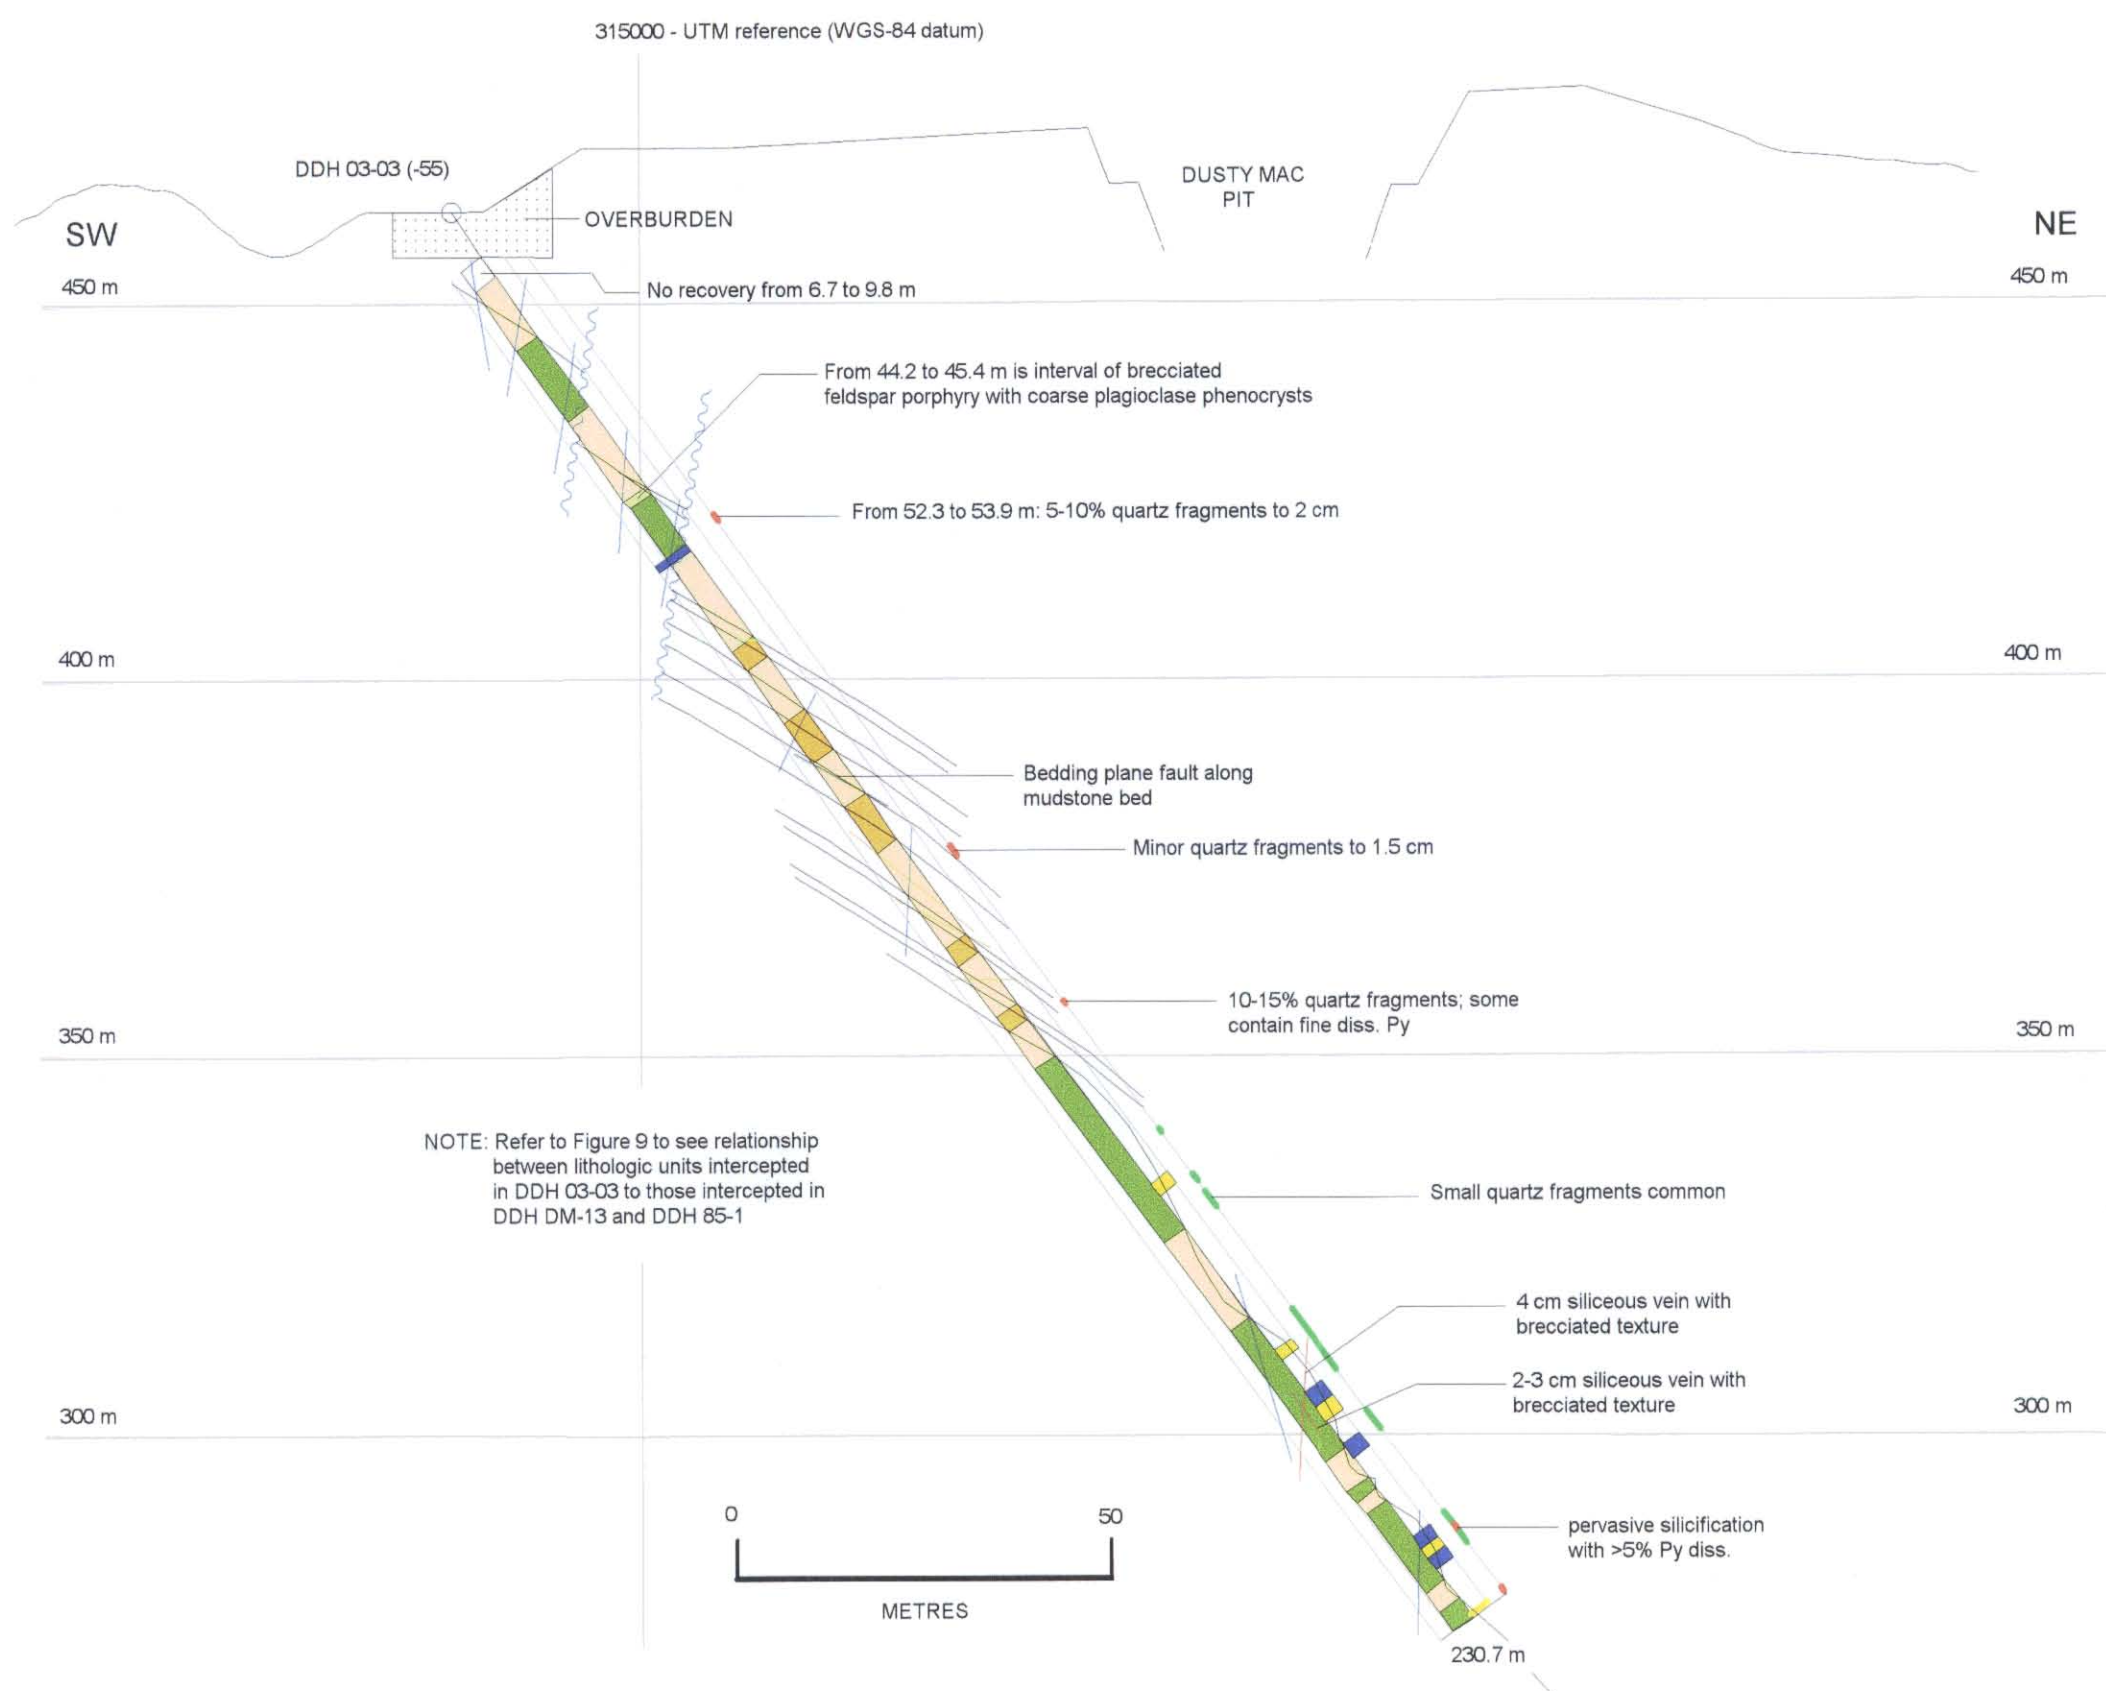 315000 - UTM reference (WGS-84 datum)
DDH 03-03 (-55)
DUSTY MAC
PIT
OVERBURDEN
SW
NE
450 m
450 m
No recovery from 6.7 to 9.8 m
From 44.2 to 45.4 m is interval of brecciated
feldspar porphyry with coarse plagioclase phenocrysts
From 52.3 to 53.9 m: 5-10% quartz fragments to 2 cm
400 m
400 m
Bedding plane fault along
mudstone bed
Minor quartz fragments to 1.5 cm
10-15% quartz fragments; some
contain fine diss. Py
350 m
350 m
NOTE: Refer to Figure 9 to see relationship
between lithologic units intercepted
in DDH 03-03 to those intercepted in
DDH DM-13 and DDH 85-1
Small quartz fragments common
4 cm siliceous vein with
brecciated texture
2-3 cm siliceous vein with
brecciated texture
300 m
300 m
0
50
METRES
pervasive silicification
with >5% Py diss.
230.7 m